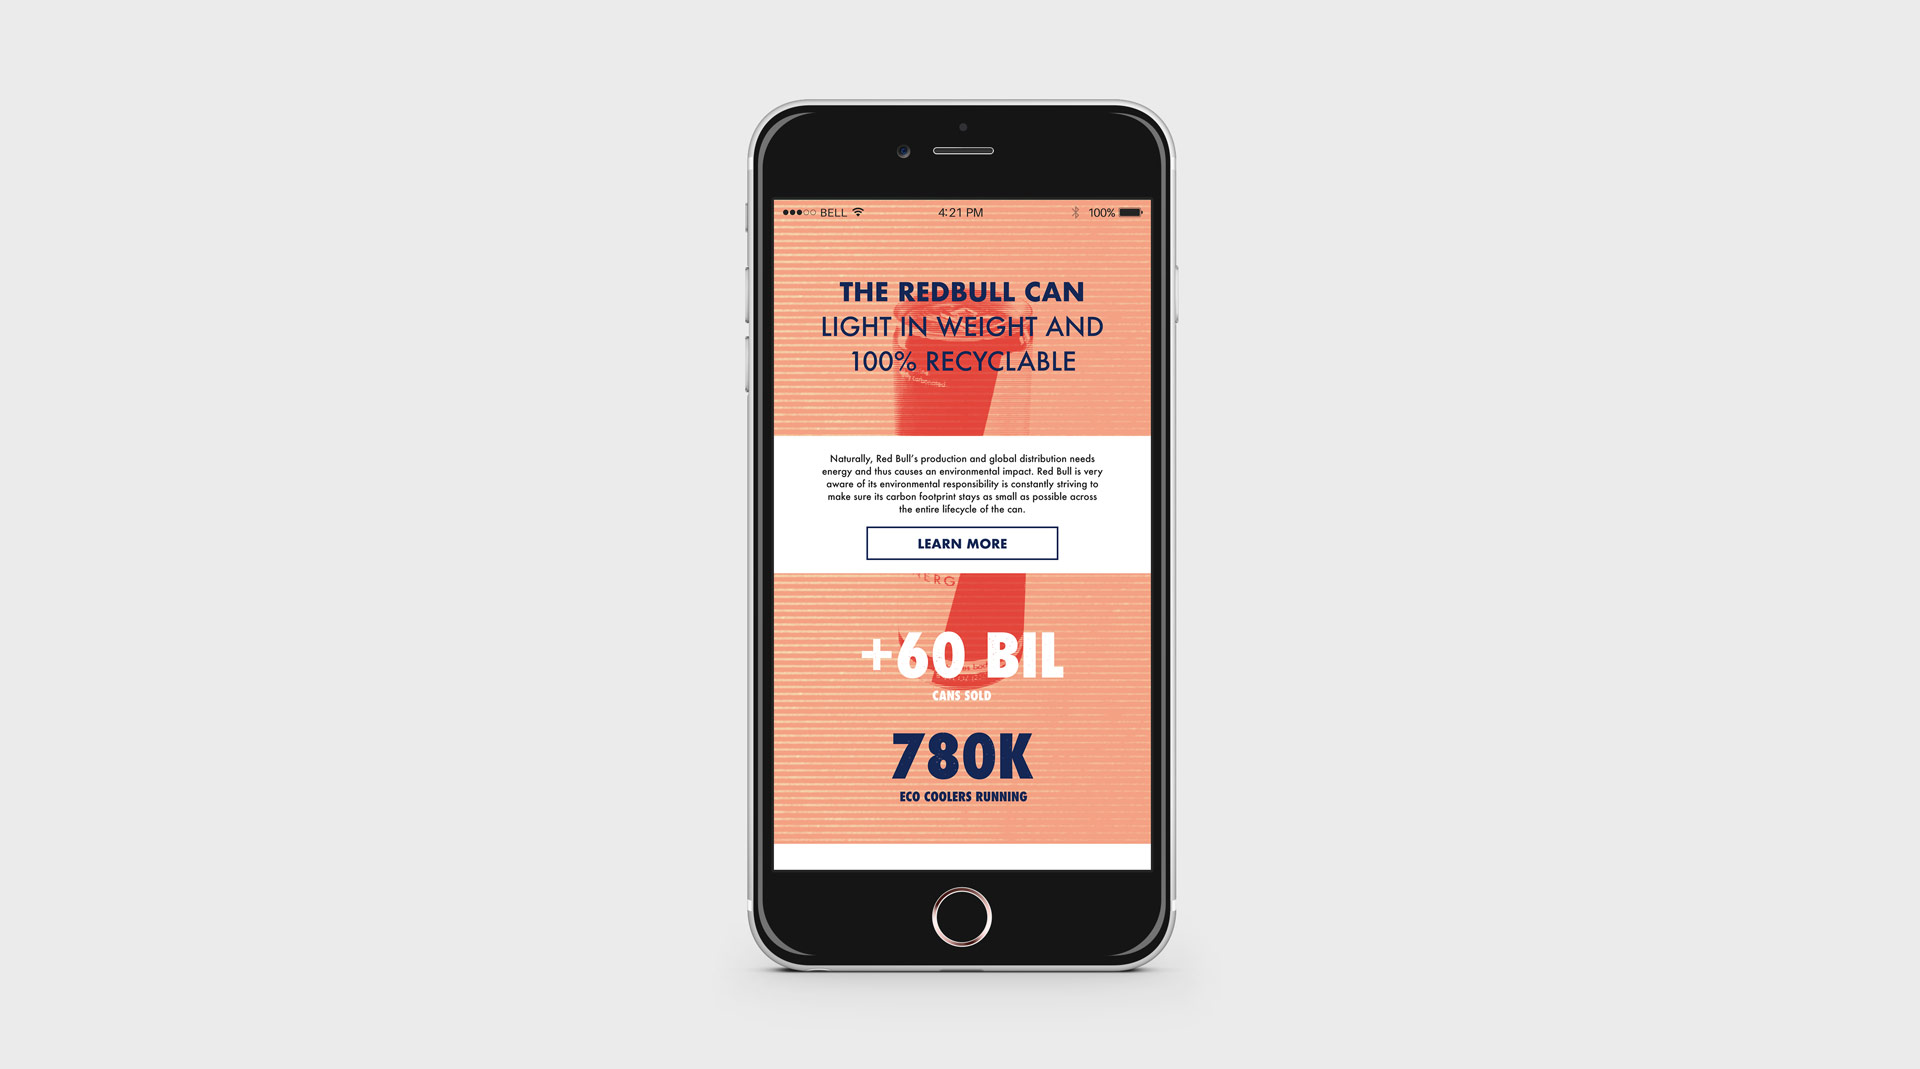 BELL 4:21 PM 100%
THE REDBULL CAN
LIGHT IN WEIGHT AND
100% RECYCLABLE
Naturally, Red Bull's production and global distribution needs
energy and thus causes an environmental impact. Red Bull is very
aware of its environmental responsibility is constantly striving to
make sure its carbon footprint stays as small as possible across
the entire lifecycle of the can.
LEARN MORE
+60 BIL
CANS SOLD
780K
ECO COOLERS RUNNING